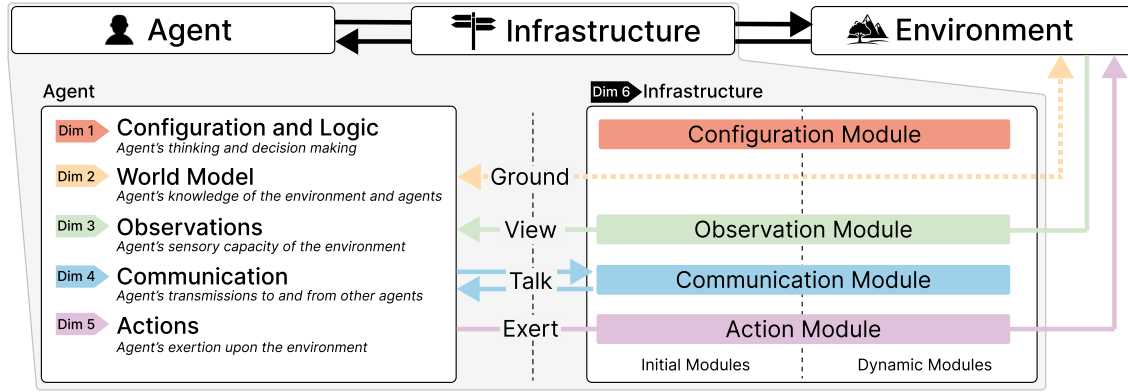 Agent
Infrastructure
Environment
Agent
Dim 6 Infrastructure
Dim 1 Configuration and Logic
Agent's thinking and decision making
Configuration Module
Dim 2 World Model
Agent's knowledge of the environment and agents
Ground
Dim 3 Observations
Agent's sensory capacity of the environment
View
Observation Module
Dim 4 Communication
Agent's transmissions to and from other agents
Talk
Communication Module
Dim 5 Actions
Agent's exertion upon the environment
Exert
Action Module
Initial Modules
Dynamic Modules